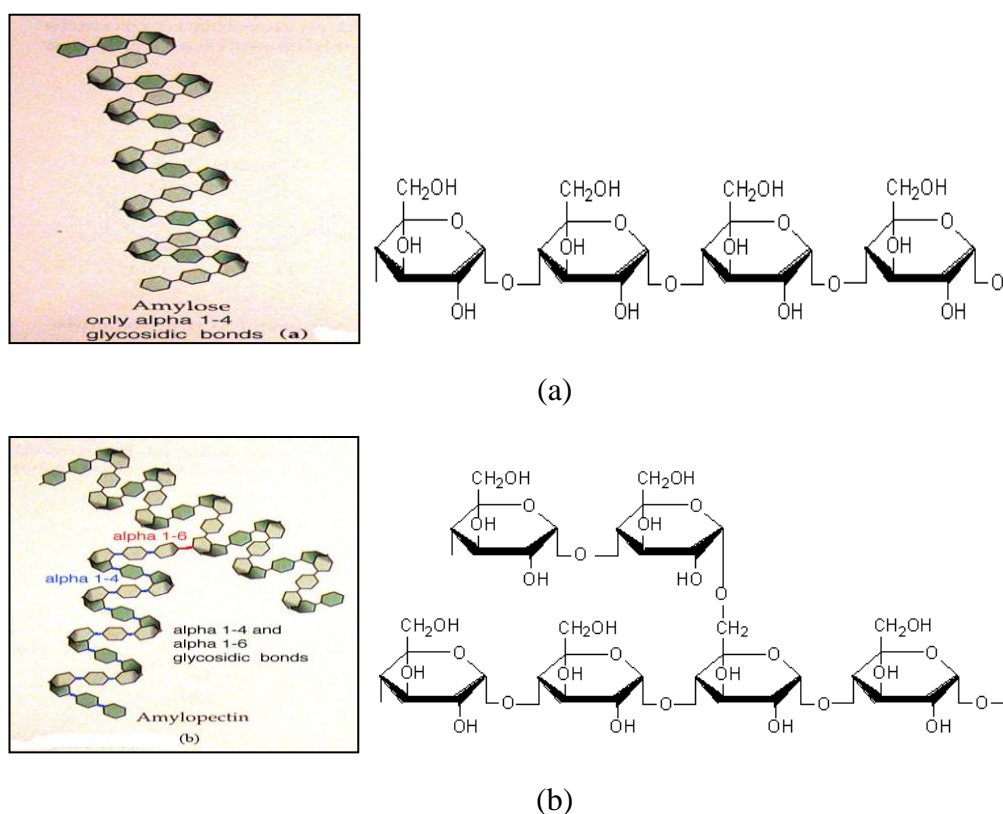 CH2OH
CH2OH
CH2OH
CH2OH
O
O
O
O
OH
OH
OH
OH
O
O
O
O
OH
OH
OH
OH
Amylose
only alpha 1-4
glycosidic bonds (a)
(a)
CH2OH
CH2OH
O
O
OH
OH
alpha 1-6
O
OH
HO
alpha 1-4
O
CH2OH
CH2OH
CH2
CH2OH
alpha 1-4 and
alpha 1-6
glycosidic bonds
O
O
O
O
OH
OH
OH
OH
O
O
O
O
OH
OH
OH
OH
Amylopectin
(b)
(b)